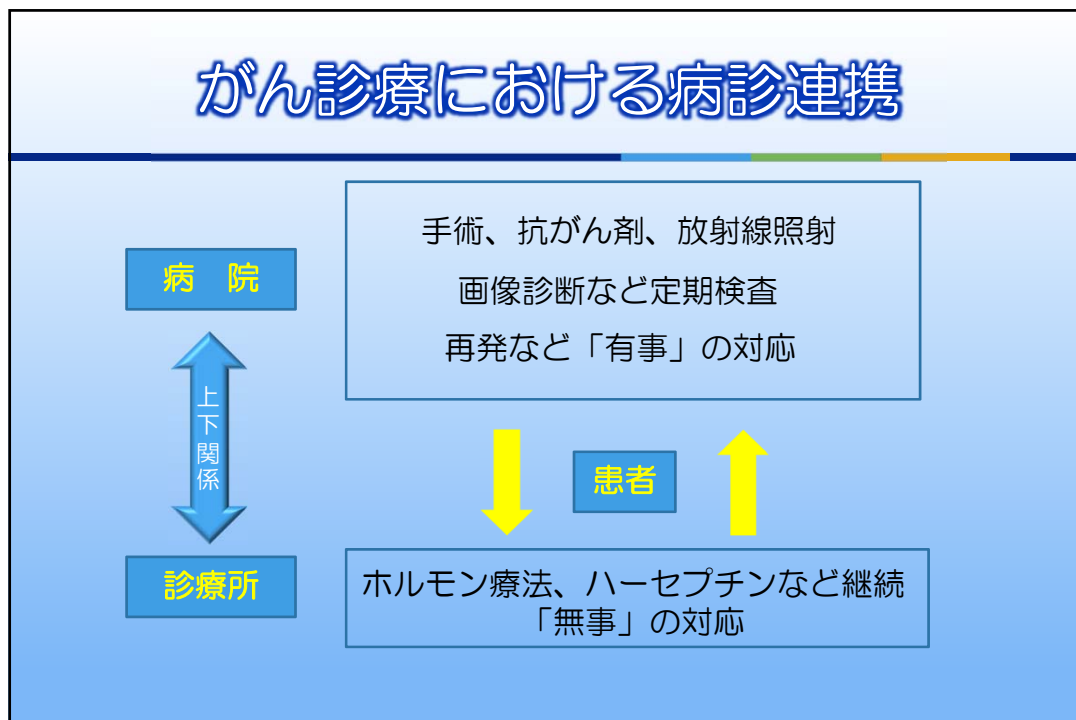 がん診療における病診連携
病　院
手術、抗がん剤、放射線照射
画像診断など定期検査
再発など「有事」の対応
上下関係
患者
診療所
ホルモン療法、ハーセプチンなど継続
「無事」の対応